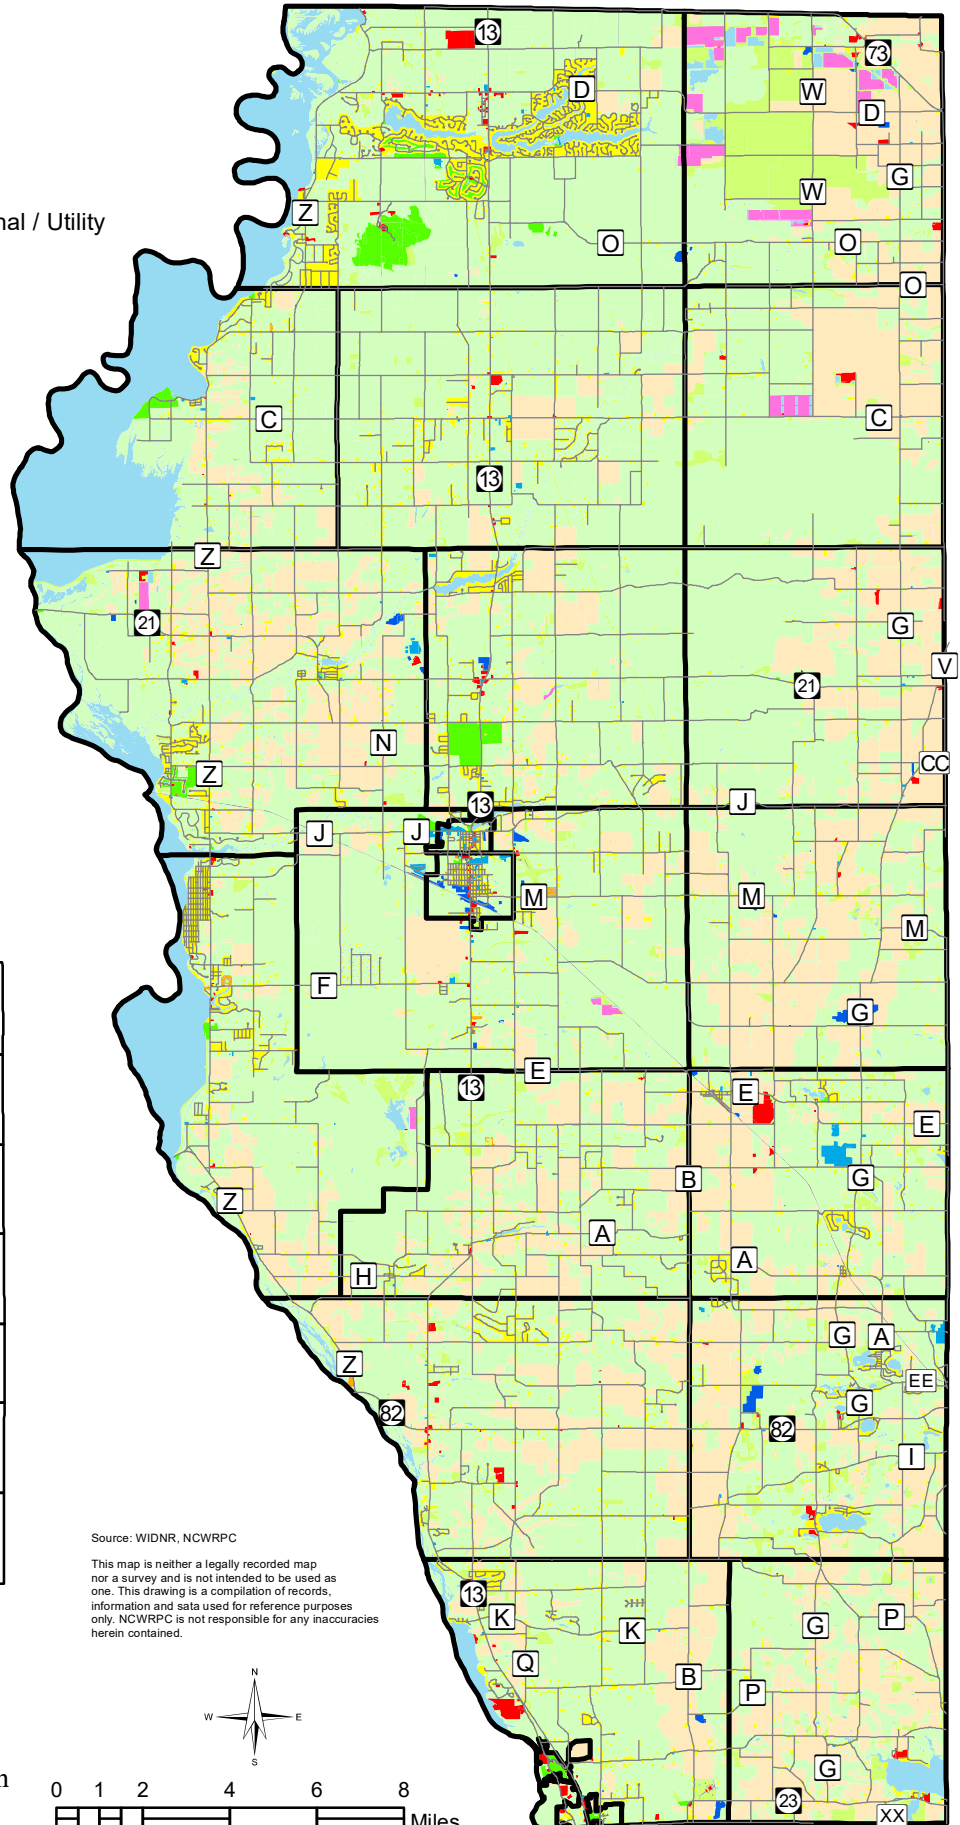 13
73
D
W
D
G
W
nal / Utility
Z
O
O
O
C
C
13
Z
21
G
V
21
N
CC
Z
13
J
J
J
M
M
M
F
G
E
13
E
E
B
G
Z
A
A
H
G
A
Z
EE
G
82
82
I
Source: WIDNR, NCWRPC
This map is neither a legally recorded map
nor a survey and is not intended to be used as
one. This drawing is a compilation of records,
information and sata used for reference purposes
only. NCWRPC is not responsible for any inaccuracies
herein contained.
13
K
K
G
P
Q
B
P
N
W E
S
G
n
0 1 2 4 6 8
Miles
23
XX